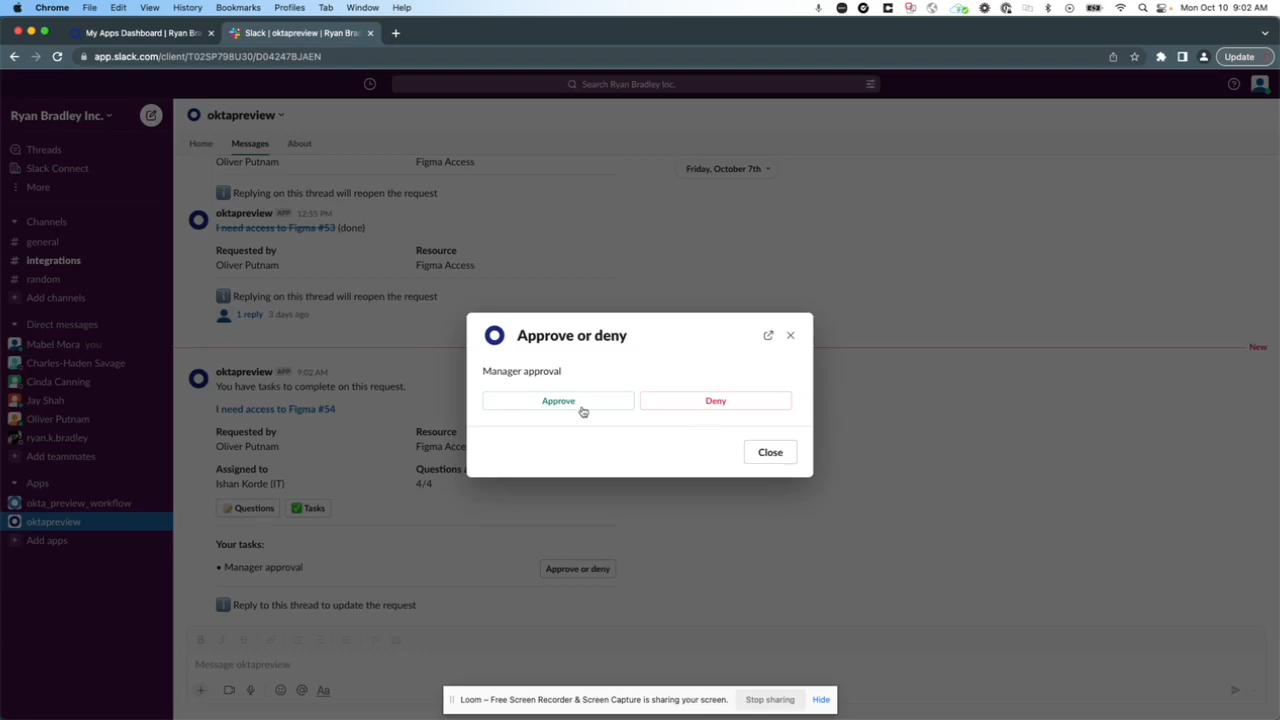 Chrome File Edit View History Bookmarks Profiles Tab Window Help Mon Oct 10 9:02 AM
My Apps Dashboard | Ryan Bra Slack | oktapreview | Ryan Bra
app.slack.com/client/T02SP798U30/D04247BJAEN Update
Search Ryan Bradley Inc.
Ryan Bradley Inc.
Threads
Slack Connect
More
Channels
# general
# integrations
# random
Add channels
Direct messages
Mabel Mora you
Charles-Haden Savage
Cinda Canning
Jay Shah
Oliver Putnam
ryan.k.bradley
Add teammates
Apps
okta_preview_workflow
oktapreview
Add apps
oktapreview
Home Messages About
Friday, October 7th
Oliver Putnam Figma Access
Replying on this thread will reopen the request
oktapreview APP 12:55 PM
I need access to Figma #53 (done)
Requested by Resource
Oliver Putnam Figma Access
Replying on this thread will reopen the request
1 reply 3 days ago
New
oktapreview APP 9:02 AM
You have tasks to complete on this request.
I need access to Figma #54
Requested by Resource
Oliver Putnam Figma Acce
Assigned to Questions
Ishan Korde (IT) 4/4
Questions Tasks
Your tasks:
• Manager approval Approve or deny
Reply to this thread to update the request
Message oktapreview
Aa
Approve or deny
Manager approval
Approve Deny
Close
Loom – Free Screen Recorder & Screen Capture is sharing your screen. Stop sharing Hide